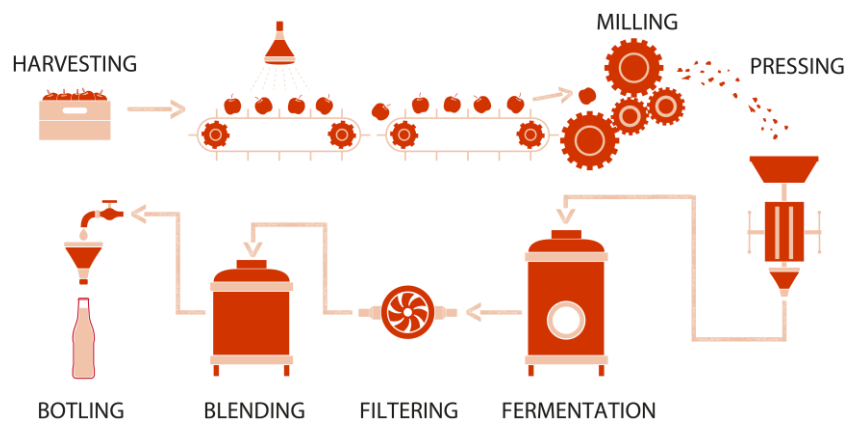 HARVESTING
MILLING
PRESSING
BOTLING
BLENDING
FILTERING
FERMENTATION